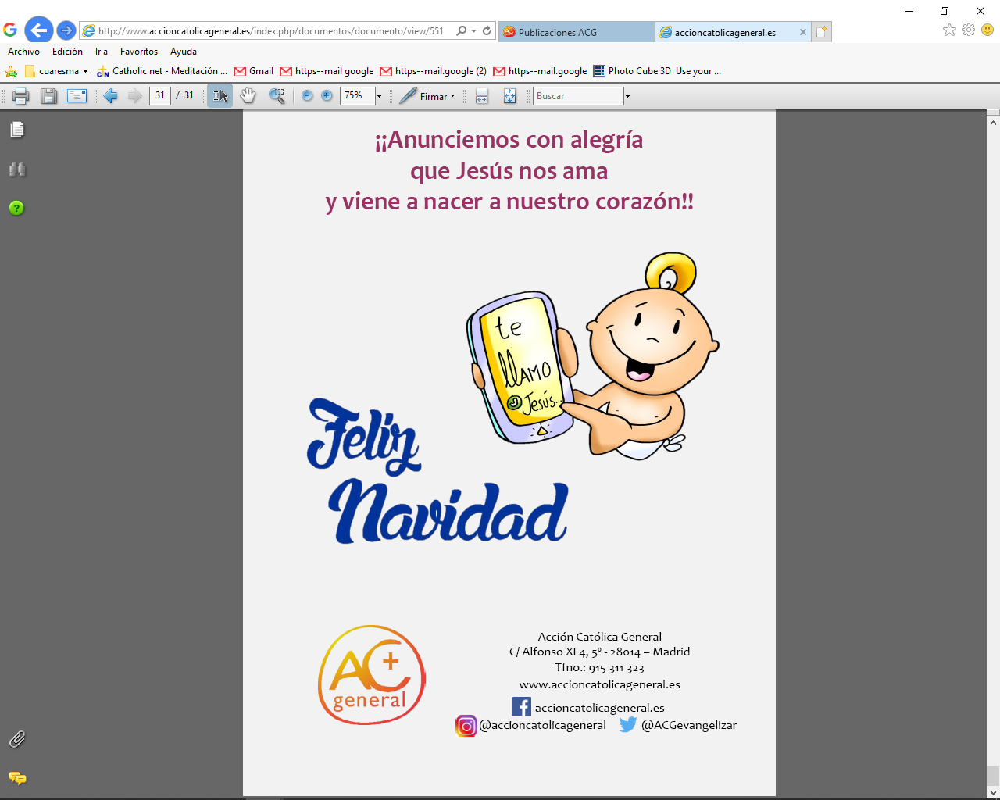 http://www.accioncatolicageneral.es/index.php/documentos/documento/view/551
Publicaciones ACG
accioncatolicageneral.es
Archivo Edición Ir a Favoritos Ayuda
cuaresma Catholic net - Meditación ... Gmail https--mail google https--mail.google (2) https--mail.google Photo Cube 3D Use your ...
31 / 31 75% Firmar Buscar
¡¡Anunciemos con alegría
que Jesús nos ama
y viene a nacer a nuestro corazón!!
te
llamo
Jesús...
Feliz
Navidad
AC+
general
Acción Católica General
C/ Alfonso XI 4, 5º - 28014 – Madrid
Tfno.: 915 311 323
www.accioncatolicageneral.es
accioncatolicageneral.es
@accioncatolicageneral @ACGevangelizar